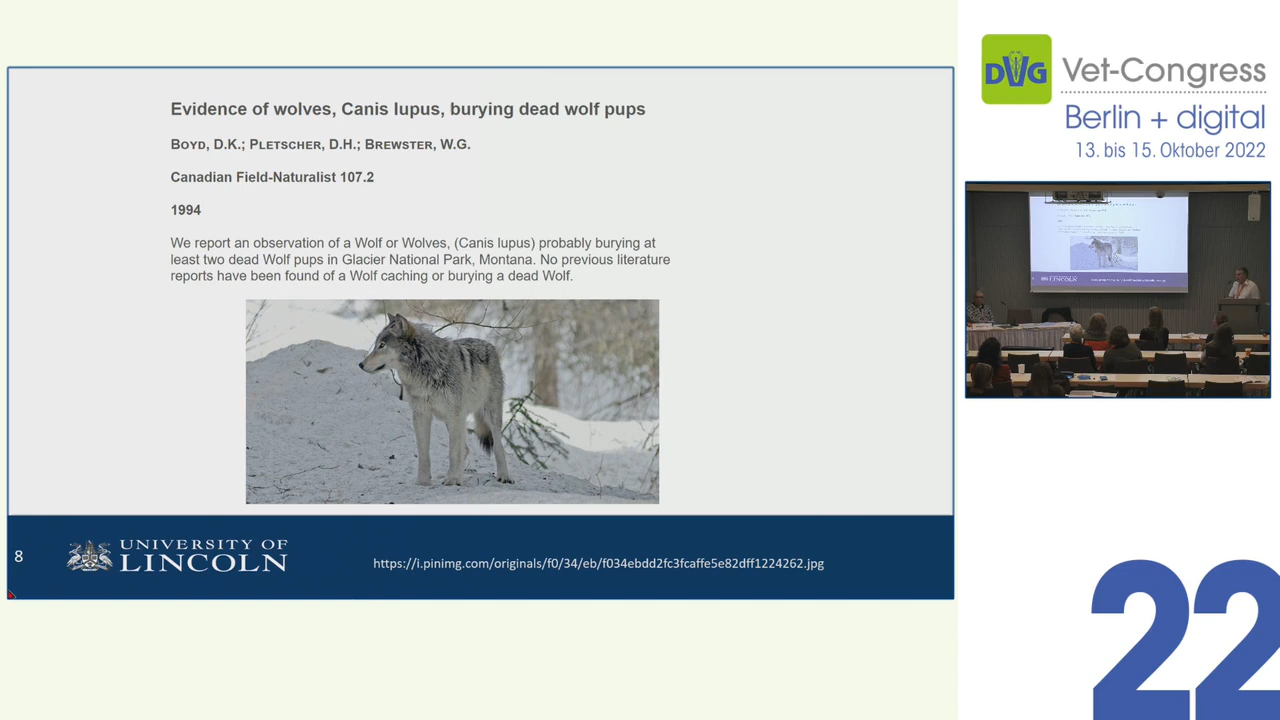 Evidence of wolves, Canis lupus, burying dead wolf pups
BOYD, D.K.; PLETSCHER, D.H.; BREWSTER, W.G.
Canadian Field-Naturalist 107.2
1994
We report an observation of a Wolf or Wolves, (Canis lupus) probably burying at
least two dead Wolf pups in Glacier National Park, Montana. No previous literature
reports have been found of a Wolf caching or burying a dead Wolf.
8
UNIVERSITY OF
LINCOLN
https://i.pinimg.com/originals/f0/34/eb/f034ebdd2fc3fcaffe5e82dff1224262.jpg
DVG
Vet-Congress
Berlin + digital
13. bis 15. Oktober 2022
22